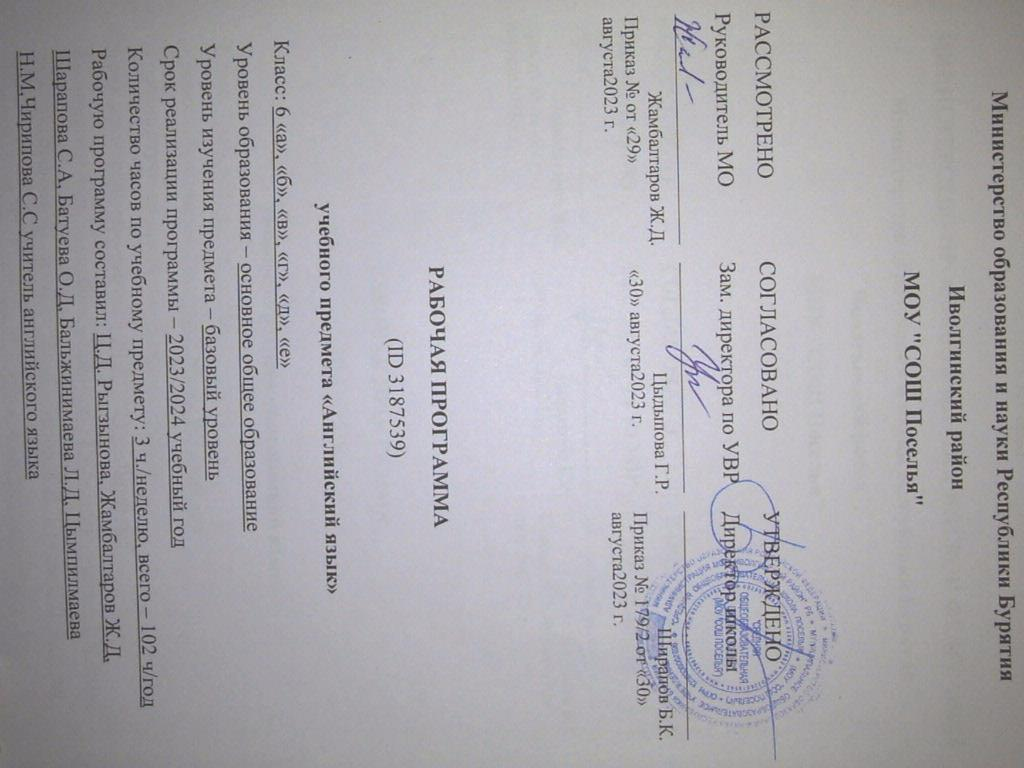 Министерство образования и науки Республики Бурятия
Иволгинский район
МОУ "СОШ Поселья"
РАССМОТРЕНО
Руководитель МО
Жамбалтаров Ж.Д.
Приказ № от «29»
августа2023 г.
СОГЛАСОВАНО
Зам. директора по УВР
Цыдыпова Г.Р.
«30» августа2023 г.
УТВЕРЖДЕНО
Директор школы
Ширапов Б.К.
Приказ № 179/2 от «30»
августа2023 г.
РАБОЧАЯ ПРОГРАММА
(ID 3187539)
учебного предмета «Английский язык»
Класс: 6 «а», «б», «в», «г», «д», «е»
Уровень образования – основное общее образование
Уровень изучения предмета – базовый уровень
Срок реализации программы – 2023/2024 учебный год
Количество часов по учебному предмету: 3 ч./неделю, всего – 102 ч/год
Рабочую программу составил: Ц.Д. Рыгзынова, Жамбалтаров Ж.Д,
Шарапова С.А, Батуева О.Д, Бальжинимаева Л.Д, Цымпилмаева
Н.М.Чирипова С.С учитель английского языка